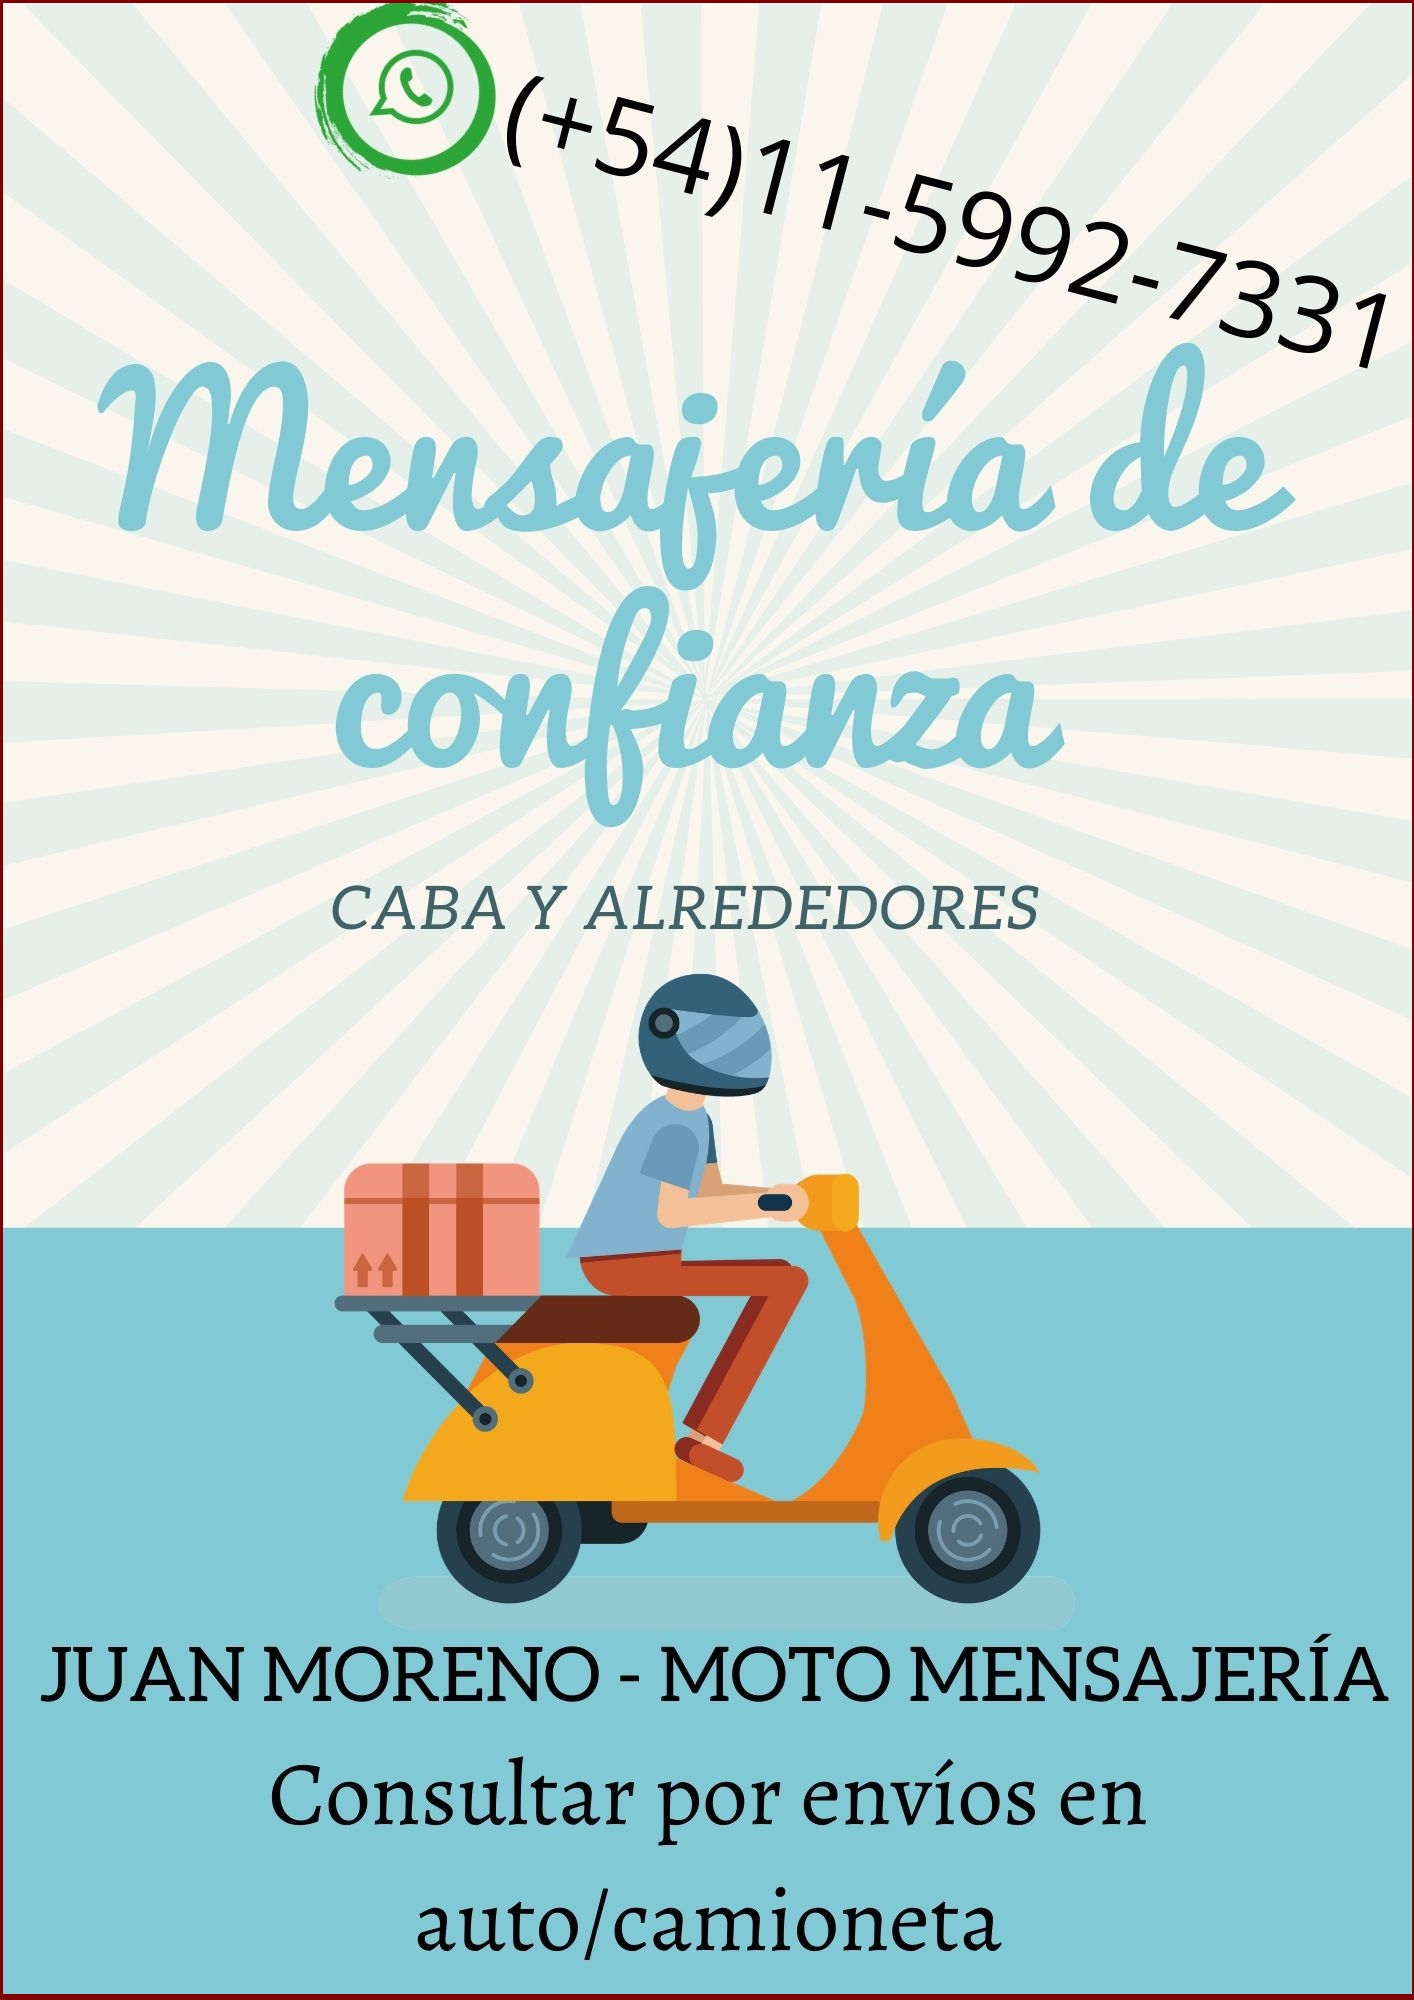 (+54)11-5992-7331
Mensajería de
confianza
CABA Y ALREDEDORES
JUAN MORENO - MOTO MENSAJERÍA
Consultar por envíos en
auto/camioneta